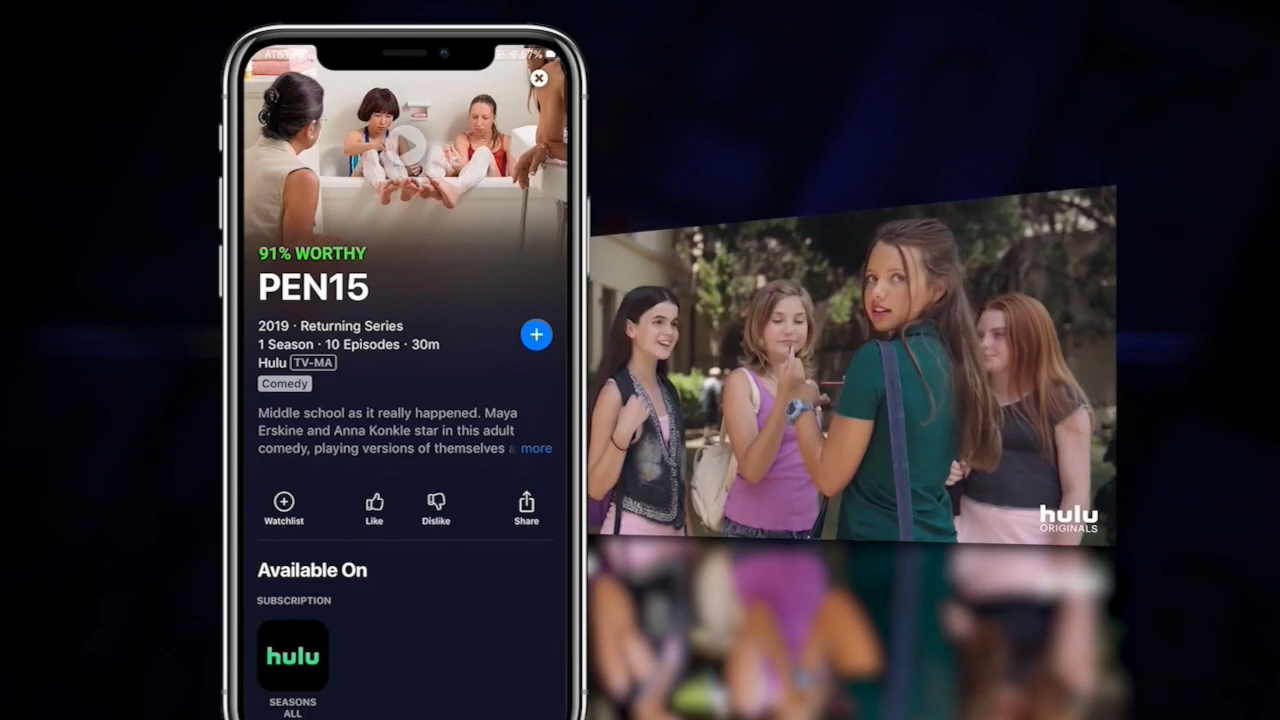 91% WORTHY
PEN15
2019 · Returning Series
1 Season · 10 Episodes · 30m
Hulu TV-MA
Comedy
Middle school as it really happened. Maya
Erskine and Anna Konkle star in this adult
comedy, playing versions of themselves a more
Watchlist Like Dislike Share
Available On
SUBSCRIPTION
hulu
SEASONS
ALL
hulu
ORIGINALS